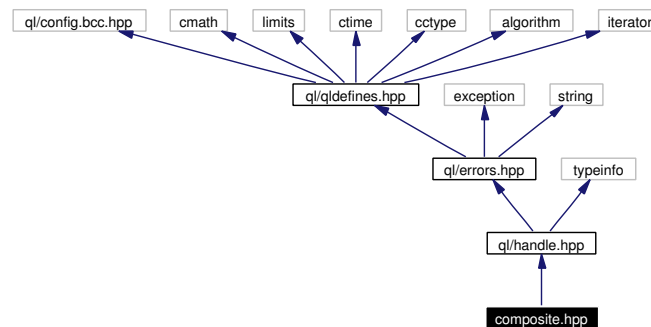 ql/config.bcc.hpp
cmath
limits
ctime
cctype
algorithm
iterator
ql/qldefines.hpp
exception
string
ql/errors.hpp
typeinfo
ql/handle.hpp
composite.hpp